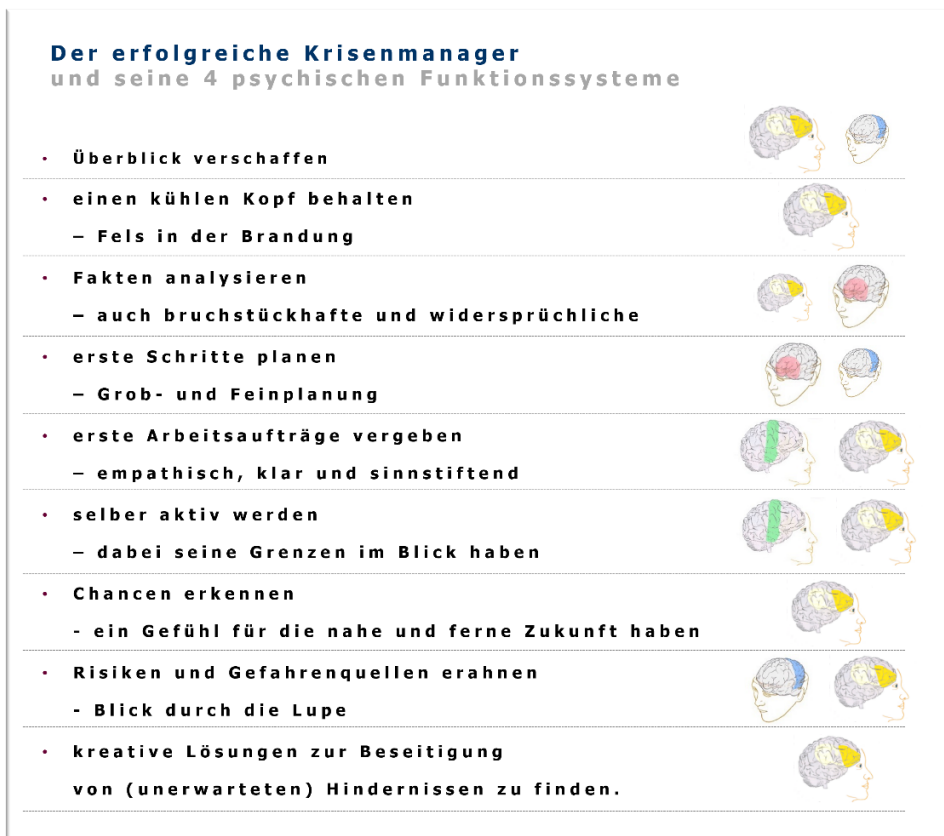 Der erfolgreiche Krisenmanager
und seine 4 psychischen Funktionssysteme
• Überblick verschaffen
• einen kühlen Kopf behalten
– Fels in der Brandung
• Fakten analysieren
– auch bruchstückhafte und widersprüchliche
• erste Schritte planen
– Grob- und Feinplanung
• erste Arbeitsaufträge vergeben
– empathisch, klar und sinnstiftend
• selber aktiv werden
– dabei seine Grenzen im Blick haben
• Chancen erkennen
- ein Gefühl für die nahe und ferne Zukunft haben
• Risiken und Gefahrenquellen erahnen
- Blick durch die Lupe
• kreative Lösungen zur Beseitigung
von (unerwarteten) Hindernissen zu finden.